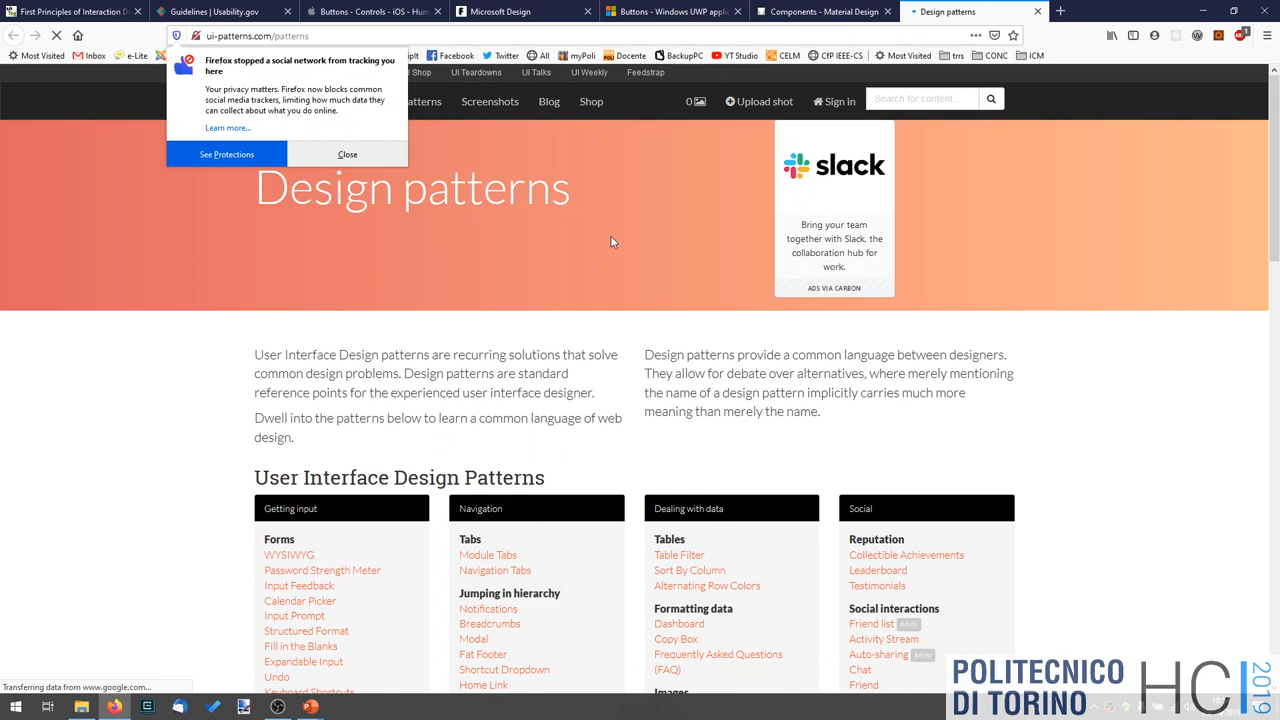 First Principles of Interaction D
Guidelines | Usability.gov
Buttons - Controls - iOS - Hum
Microsoft Design
Buttons - Windows UWP applic
Components - Material Design
Design patterns
ui-patterns.com/patterns
Most Visited
Inbox
e-Lite
Facebook
Twitter
All
myPoli
Docente
BackupPC
YT Studio
CfP IEEE-CS
Most Visited
trrs
CONC
ICM
Firefox stopped a social network from tracking you
here
Your privacy matters. Firefox now blocks common
social media trackers, limiting how much data they
can collect about what you do online.
Learn more...
See Protections
Close
Shop
UI Teardowns
UI Talks
UI Weekly
Feedstrap
atterns
Screenshots
Blog
Shop
0
Upload shot
Sign in
Search for content...
Design patterns
slack
Bring your team
together with Slack, the
collaboration hub for
work.
ADS VIA CARBON
User Interface Design patterns are recurring solutions that solve
common design problems. Design patterns are standard
reference points for the experienced user interface designer.
Dwell into the patterns below to learn a common language of web
design.
Design patterns provide a common language between designers.
They allow for debate over alternatives, where merely mentioning
the name of a design pattern implicitly carries much more
meaning than merely the name.
User Interface Design Patterns
Getting input
Forms
WYSIWYG
Password Strength Meter
Input Feedback
Calendar Picker
Input Prompt
Structured Format
Fill in the Blanks
Expandable Input
Undo
Keyboard Shortcuts
Navigation
Tabs
Module Tabs
Navigation Tabs
Jumping in hierarchy
Notifications
Breadcrumbs
Modal
Fat Footer
Shortcut Dropdown
Home Link
Dealing with data
Tables
Table Filter
Sort By Column
Alternating Row Colors
Formatting data
Dashboard
Copy Box
Frequently Asked Questions
(FAQ)
Images
Social
Reputation
Collectible Achievements
Leaderboard
Testimonials
Social interactions
Friend list Mini
Activity Stream
Auto-sharing Mini
Chat
Friend
Transferring data from www.google.com...
POLITECNICO
DI TORINO
HCI
2019